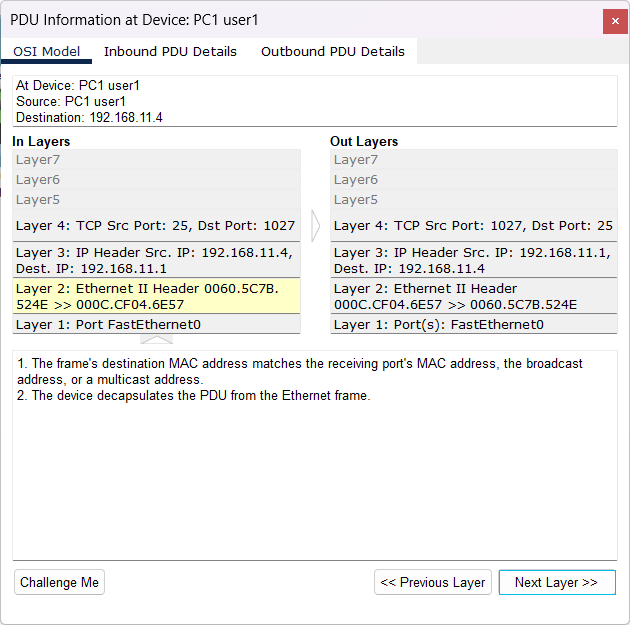 PDU Information at Device: PC1 user1
OSI Model
Inbound PDU Details
Outbound PDU Details
At Device: PC1 user1
Source: PC1 user1
Destination: 192.168.11.4
In Layers
Layer7
Layer6
Layer5
Layer 4: TCP Src Port: 25, Dst Port: 1027
Layer 3: IP Header Src. IP: 192.168.11.4,
Dest. IP: 192.168.11.1
Layer 2: Ethernet II Header 0060.5C7B.
524E >> 000C.CF04.6E57
Layer 1: Port FastEthernet0
Out Layers
Layer7
Layer6
Layer5
Layer 4: TCP Src Port: 1027, Dst Port: 25
Layer 3: IP Header Src. IP: 192.168.11.1,
Dest. IP: 192.168.11.4
Layer 2: Ethernet II Header
000C.CF04.6E57 >> 0060.5C7B.524E
Layer 1: Port(s): FastEthernet0
1. The frame's destination MAC address matches the receiving port's MAC address, the broadcast
address, or a multicast address.
2. The device decapsulates the PDU from the Ethernet frame.
Challenge Me
<< Previous Layer
Next Layer >>